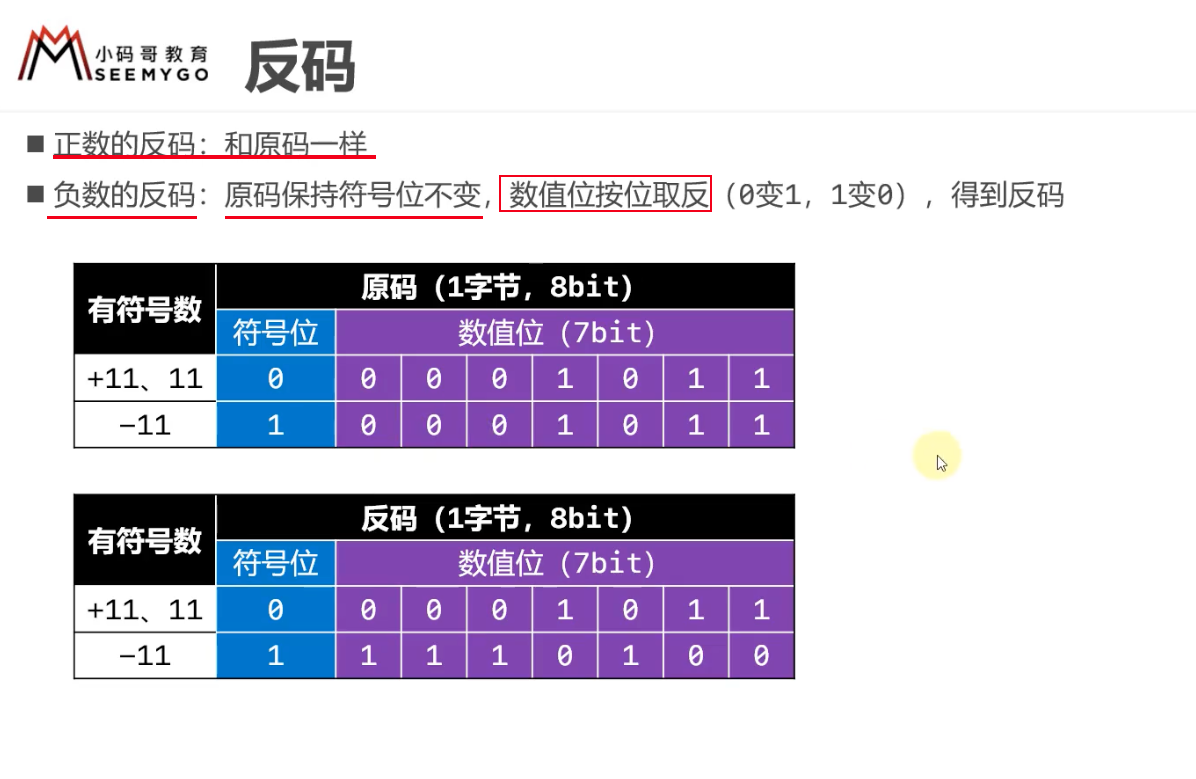 小码哥教育
SEEMYGO
反码
■ 正数的反码：和原码一样
■ 负数的反码：原码保持符号位不变，数值位按位取反（0变1，1变0），得到反码
有符号数 原码（1字节，8bit）
符号位 数值位（7bit）
+11、11 0 0 0 0 1 0 1 1
−11 1 0 0 0 1 0 1 1
有符号数 反码（1字节，8bit）
符号位 数值位（7bit）
+11、11 0 0 0 0 1 0 1 1
−11 1 1 1 1 0 1 0 0